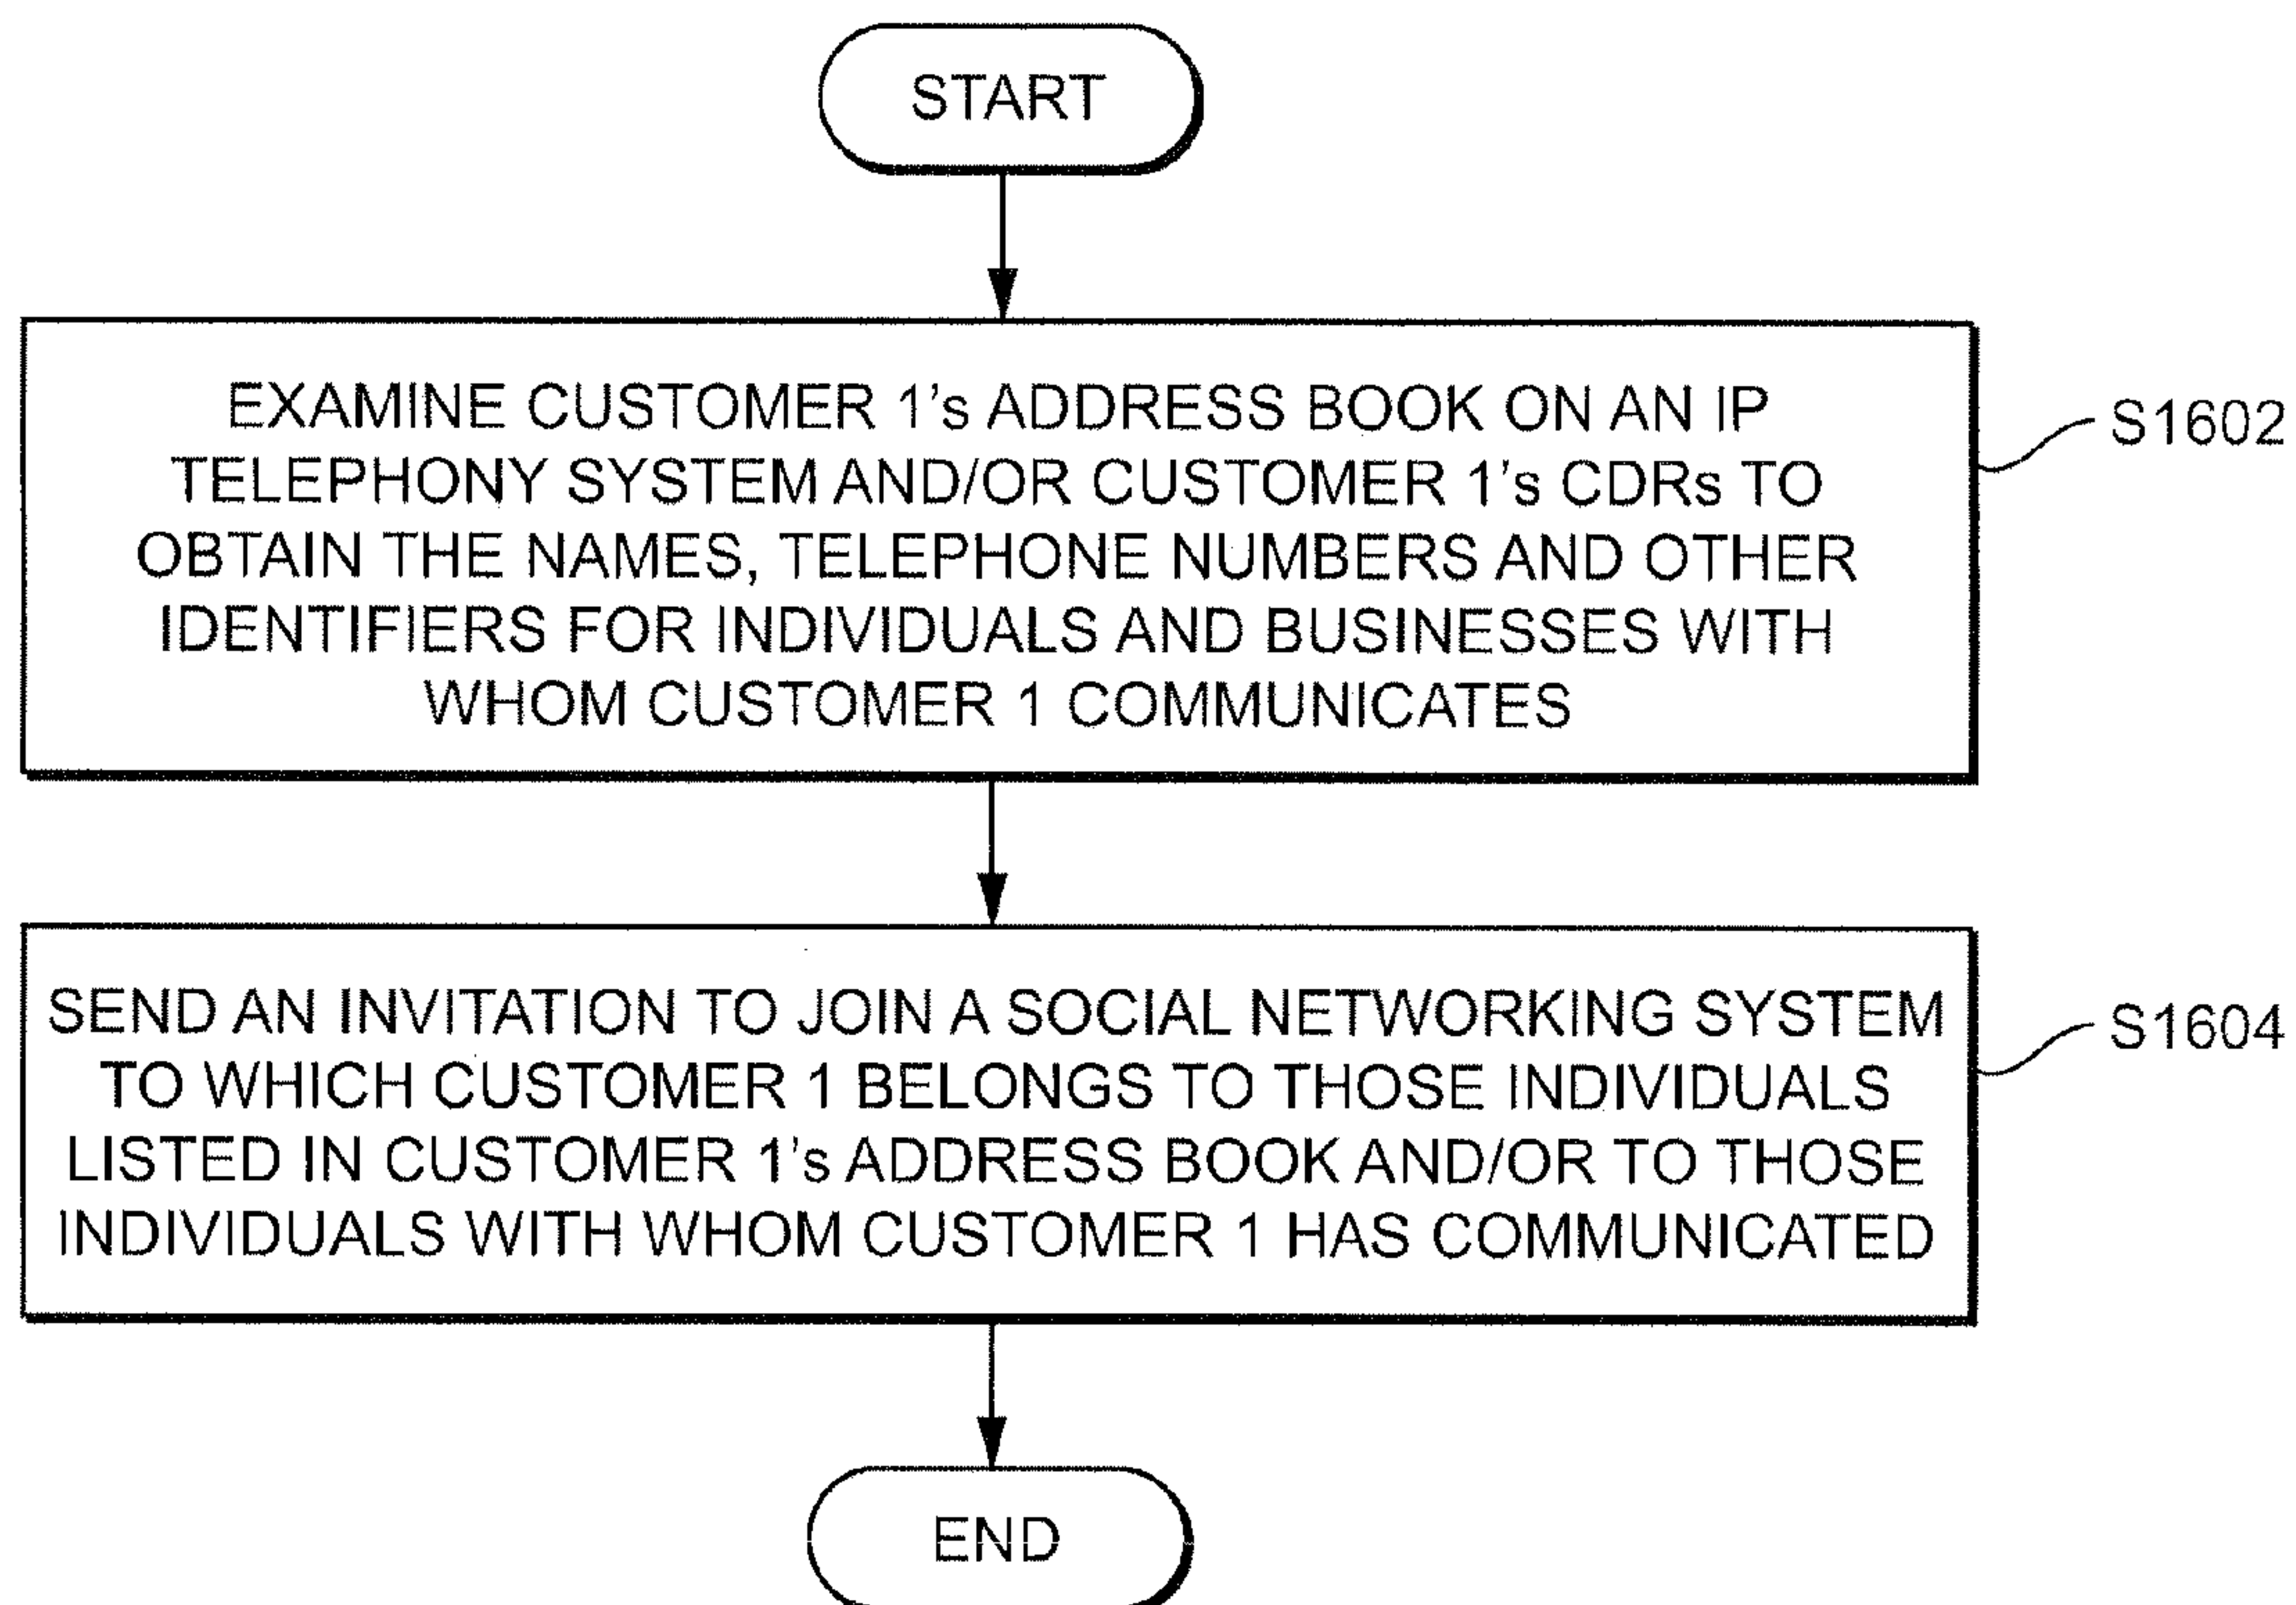 START
EXAMINE CUSTOMER 1's ADDRESS BOOK ON AN IP
TELEPHONY SYSTEM AND/OR CUSTOMER 1's CDRs TO
OBTAIN THE NAMES, TELEPHONE NUMBERS AND OTHER
IDENTIFIERS FOR INDIVIDUALS AND BUSINESSES WITH
WHOM CUSTOMER 1 COMMUNICATES
S1602
SEND AN INVITATION TO JOIN A SOCIAL NETWORKING SYSTEM
TO WHICH CUSTOMER 1 BELONGS TO THOSE INDIVIDUALS
LISTED IN CUSTOMER 1's ADDRESS BOOK AND/OR TO THOSE
INDIVIDUALS WITH WHOM CUSTOMER 1 HAS COMMUNICATED
S1604
END